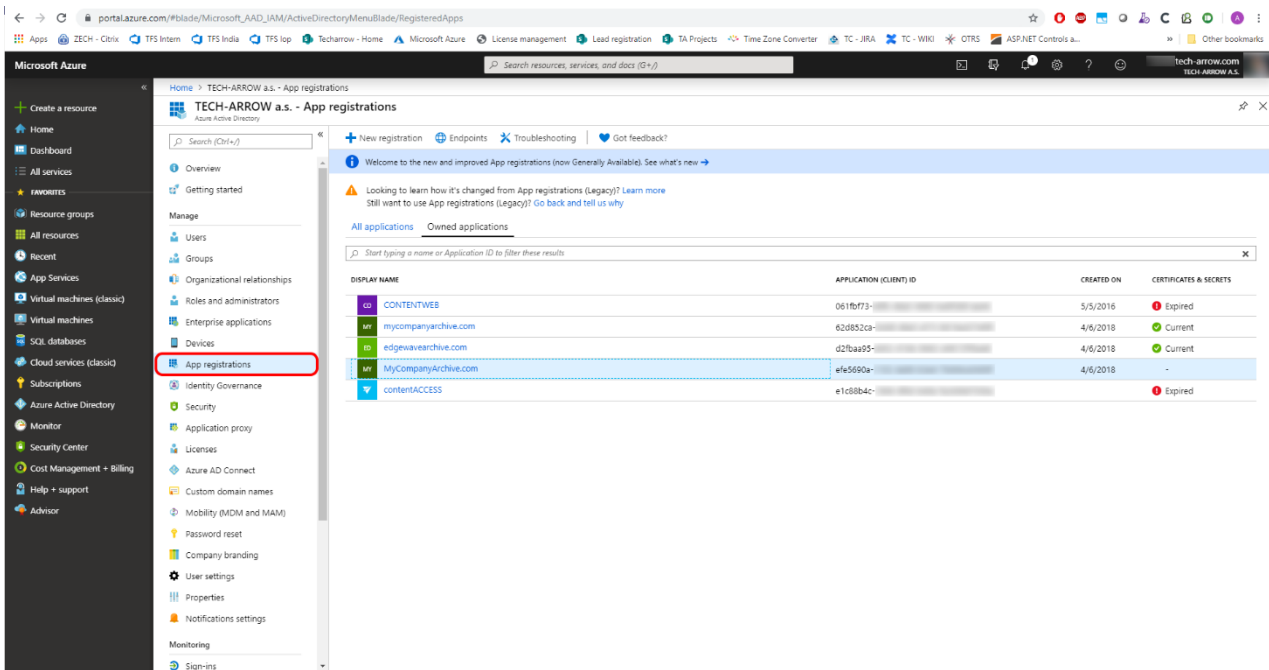 portal.azure.com/#blade/Microsoft_AAD_IAM/ActiveDirectoryMenuBlade/RegisteredApps
Apps ZECH - Citrix TFS Intern TFS India TFS Iop Techarrow - Home Microsoft Azure License management Lead registration TA Projects Time Zone Converter TC - JIRA TC - WIKI OTRS ASP.NET Controls a... » Other bookmarks
Microsoft Azure Search resources, services, and docs (G+/) 1 tech-arrow.com
TECH-ARROW A.S.
Home > TECH-ARROW a.s. - App registrations
TECH-ARROW a.s. - App registrations
Azure Active Directory
Create a resource
Home
Dashboard
All services
FAVORITES
Resource groups
All resources
Recent
App Services
Virtual machines (classic)
Virtual machines
SQL databases
Cloud services (classic)
Subscriptions
Azure Active Directory
Monitor
Security Center
Cost Management + Billing
Help + support
Advisor
Search (Ctrl+/)
Overview
Getting started
Manage
Users
Groups
Organizational relationships
Roles and administrators
Enterprise applications
Devices
App registrations
Identity Governance
Security
Application proxy
Licenses
Azure AD Connect
Custom domain names
Mobility (MDM and MAM)
Password reset
Company branding
User settings
Properties
Notifications settings
Monitoring
Sign-ins
New registration Endpoints Troubleshooting Got feedback?
Welcome to the new and improved App registrations (now Generally Available). See what's new →
Looking to learn how it's changed from App registrations (Legacy)? Learn more
Still want to use App registrations (Legacy)? Go back and tell us why
All applications Owned applications
Start typing a name or Application ID to filter these results
DISPLAY NAME APPLICATION (CLIENT) ID CREATED ON CERTIFICATES & SECRETS
CO CONTENTWEB 061fbf73- 5/5/2016 Expired
MY mycompanyarchive.com 62d852ca- 4/6/2018 Current
ED edgewavearchive.com d2fbaa95- 4/6/2018 Current
MY MyCompanyArchive.com efe5690a- 4/6/2018 -
contentACCESS e1c88b4c- Expired